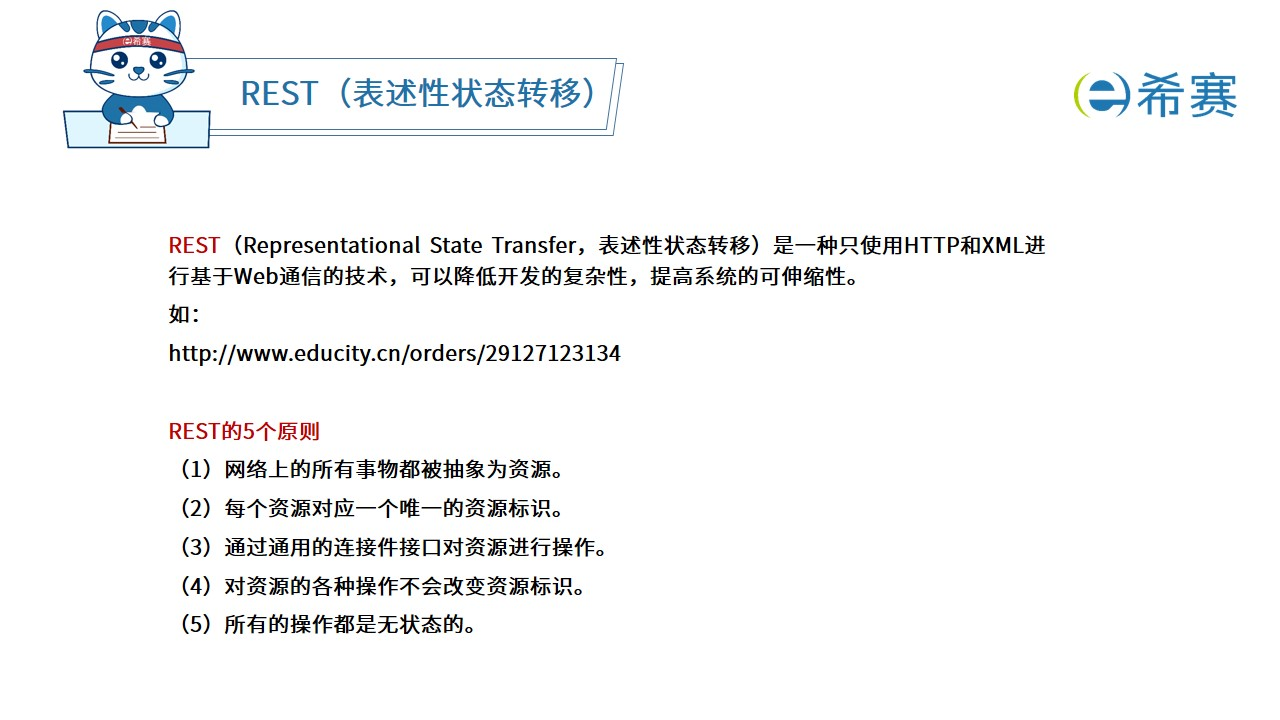 希赛
REST（表述性状态转移）
希赛
REST（Representational State Transfer，表述性状态转移）是一种只使用HTTP和XML进
行基于Web通信的技术，可以降低开发的复杂性，提高系统的可伸缩性。
如：
http://www.educity.cn/orders/29127123134
REST的5个原则
（1）网络上的所有事物都被抽象为资源。
（2）每个资源对应一个唯一的资源标识。
（3）通过通用的连接件接口对资源进行操作。
（4）对资源的各种操作不会改变资源标识。
（5）所有的操作都是无状态的。